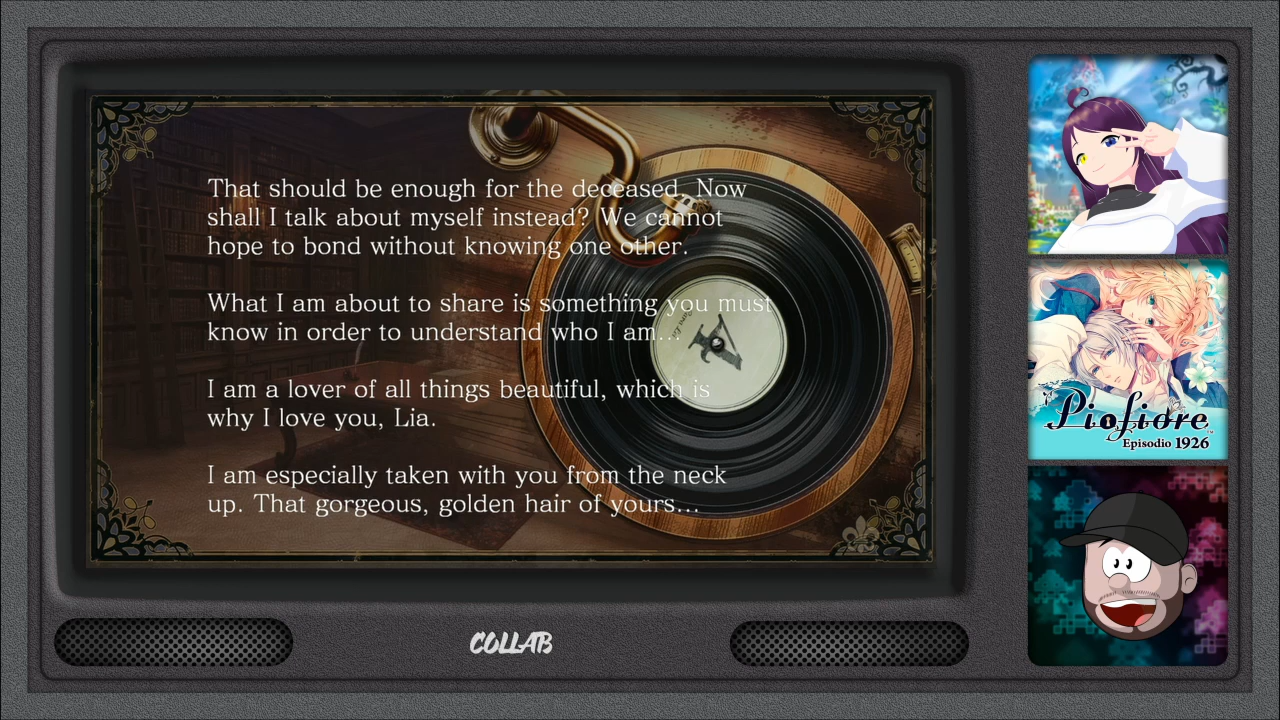 That should be enough for the deceased. Now
shall I talk about myself instead? We cannot
hope to bond without knowing one other.
What I am about to share is something you must
know in order to understand who I am...
I am a lover of all things beautiful, which is
why I love you, Lia.
I am especially taken with you from the neck
up. That gorgeous, golden hair of yours...
Piofiore
Episodio 1926
COLLAB